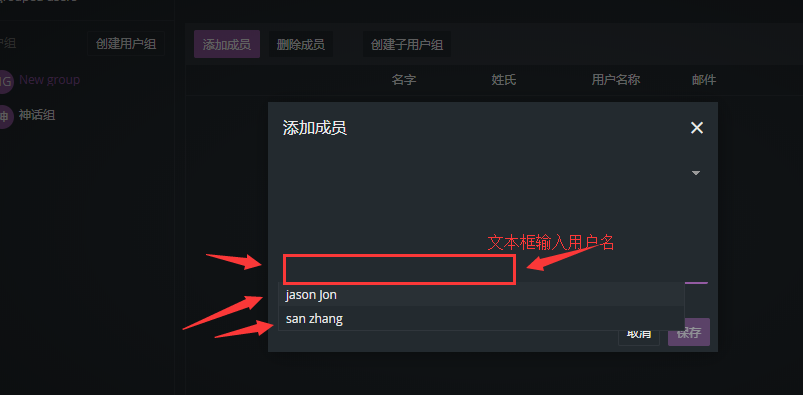 添加成员 删除成员 创建子用户组
创建用户组
名字 姓氏 用户名称 邮件
New group
神 神话组
添加成员
文本框输入用户名
jason Jon
san zhang
取消 保存